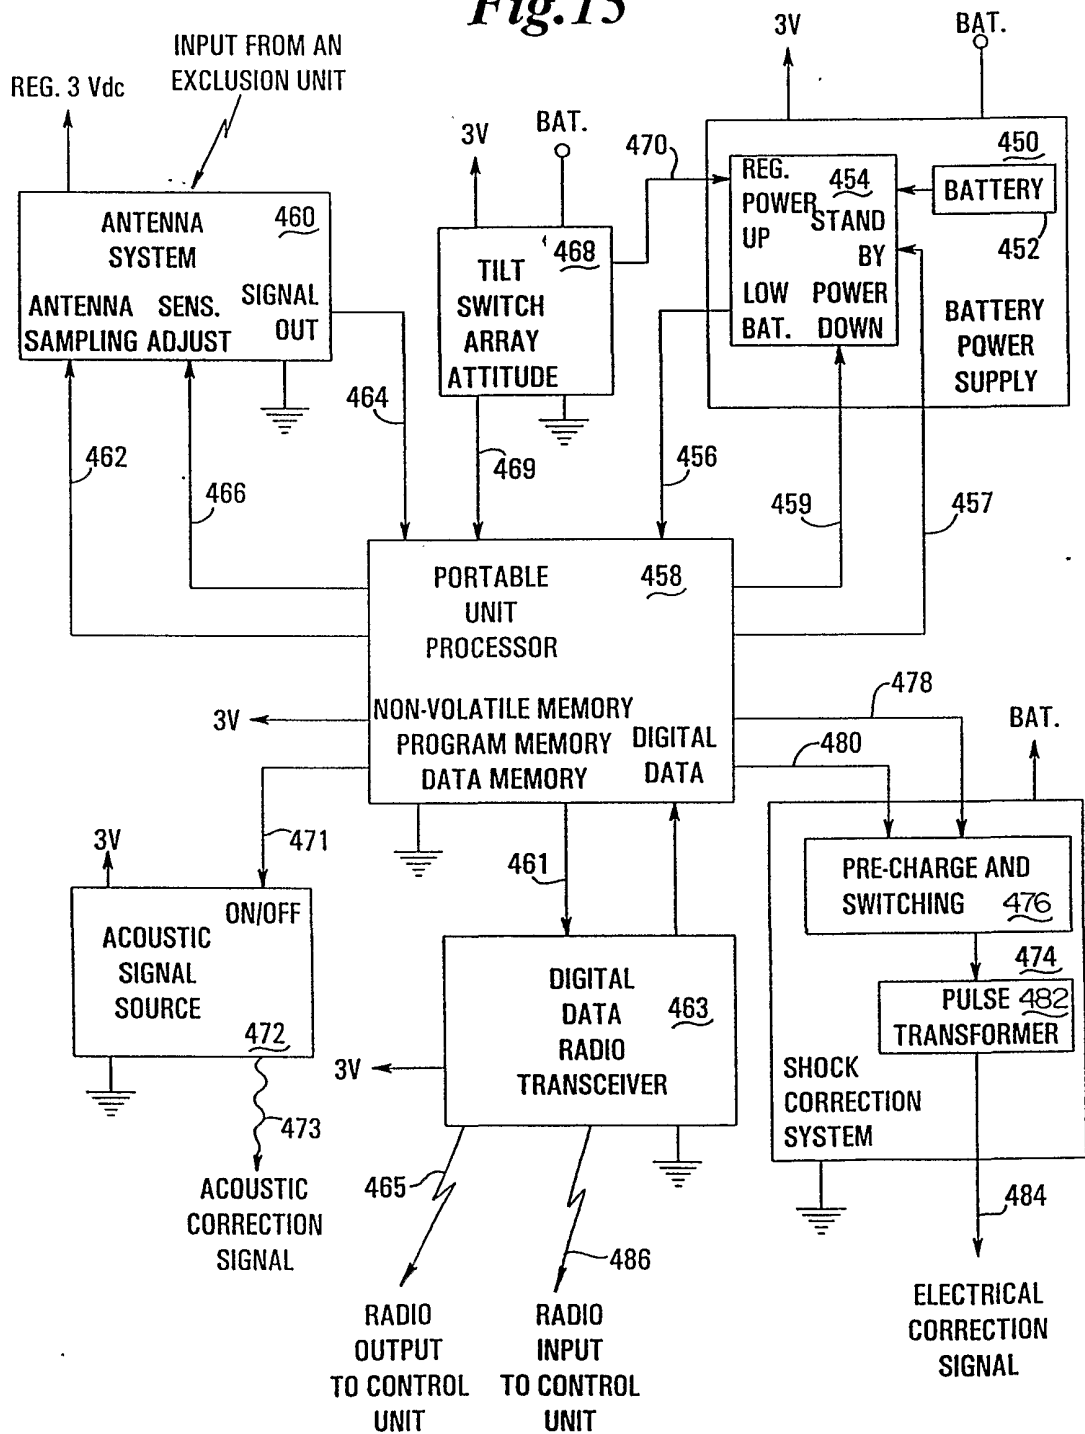 Fig.15
INPUT FROM AN
EXCLUSION UNIT
REG. 3 Vdc
ANTENNA
SYSTEM
460
ANTENNA
SAMPLING
SENS.
ADJUST
SIGNAL
OUT
462
466
464
3V
BAT.
468
TILT
SWITCH
ARRAY
ATTITUDE
469
470
3V
BAT.
450
REG.
POWER
UP
454
STAND
BY
LOW
BAT.
POWER
DOWN
BATTERY
452
BATTERY
POWER
SUPPLY
456
459
457
PORTABLE
UNIT
PROCESSOR
458
NON-VOLATILE MEMORY
PROGRAM MEMORY
DATA MEMORY
DIGITAL
DATA
3V
471
461
478
480
BAT.
3V
ON/OFF
ACOUSTIC
SIGNAL
SOURCE
472
473
ACOUSTIC
CORRECTION
SIGNAL
DIGITAL
DATA
RADIO
TRANSCEIVER
463
3V
465
486
RADIO
OUTPUT
TO CONTROL
UNIT
RADIO
INPUT
TO CONTROL
UNIT
PRE-CHARGE AND
SWITCHING 476
474
PULSE 482
TRANSFORMER
SHOCK
CORRECTION
SYSTEM
484
ELECTRICAL
CORRECTION
SIGNAL